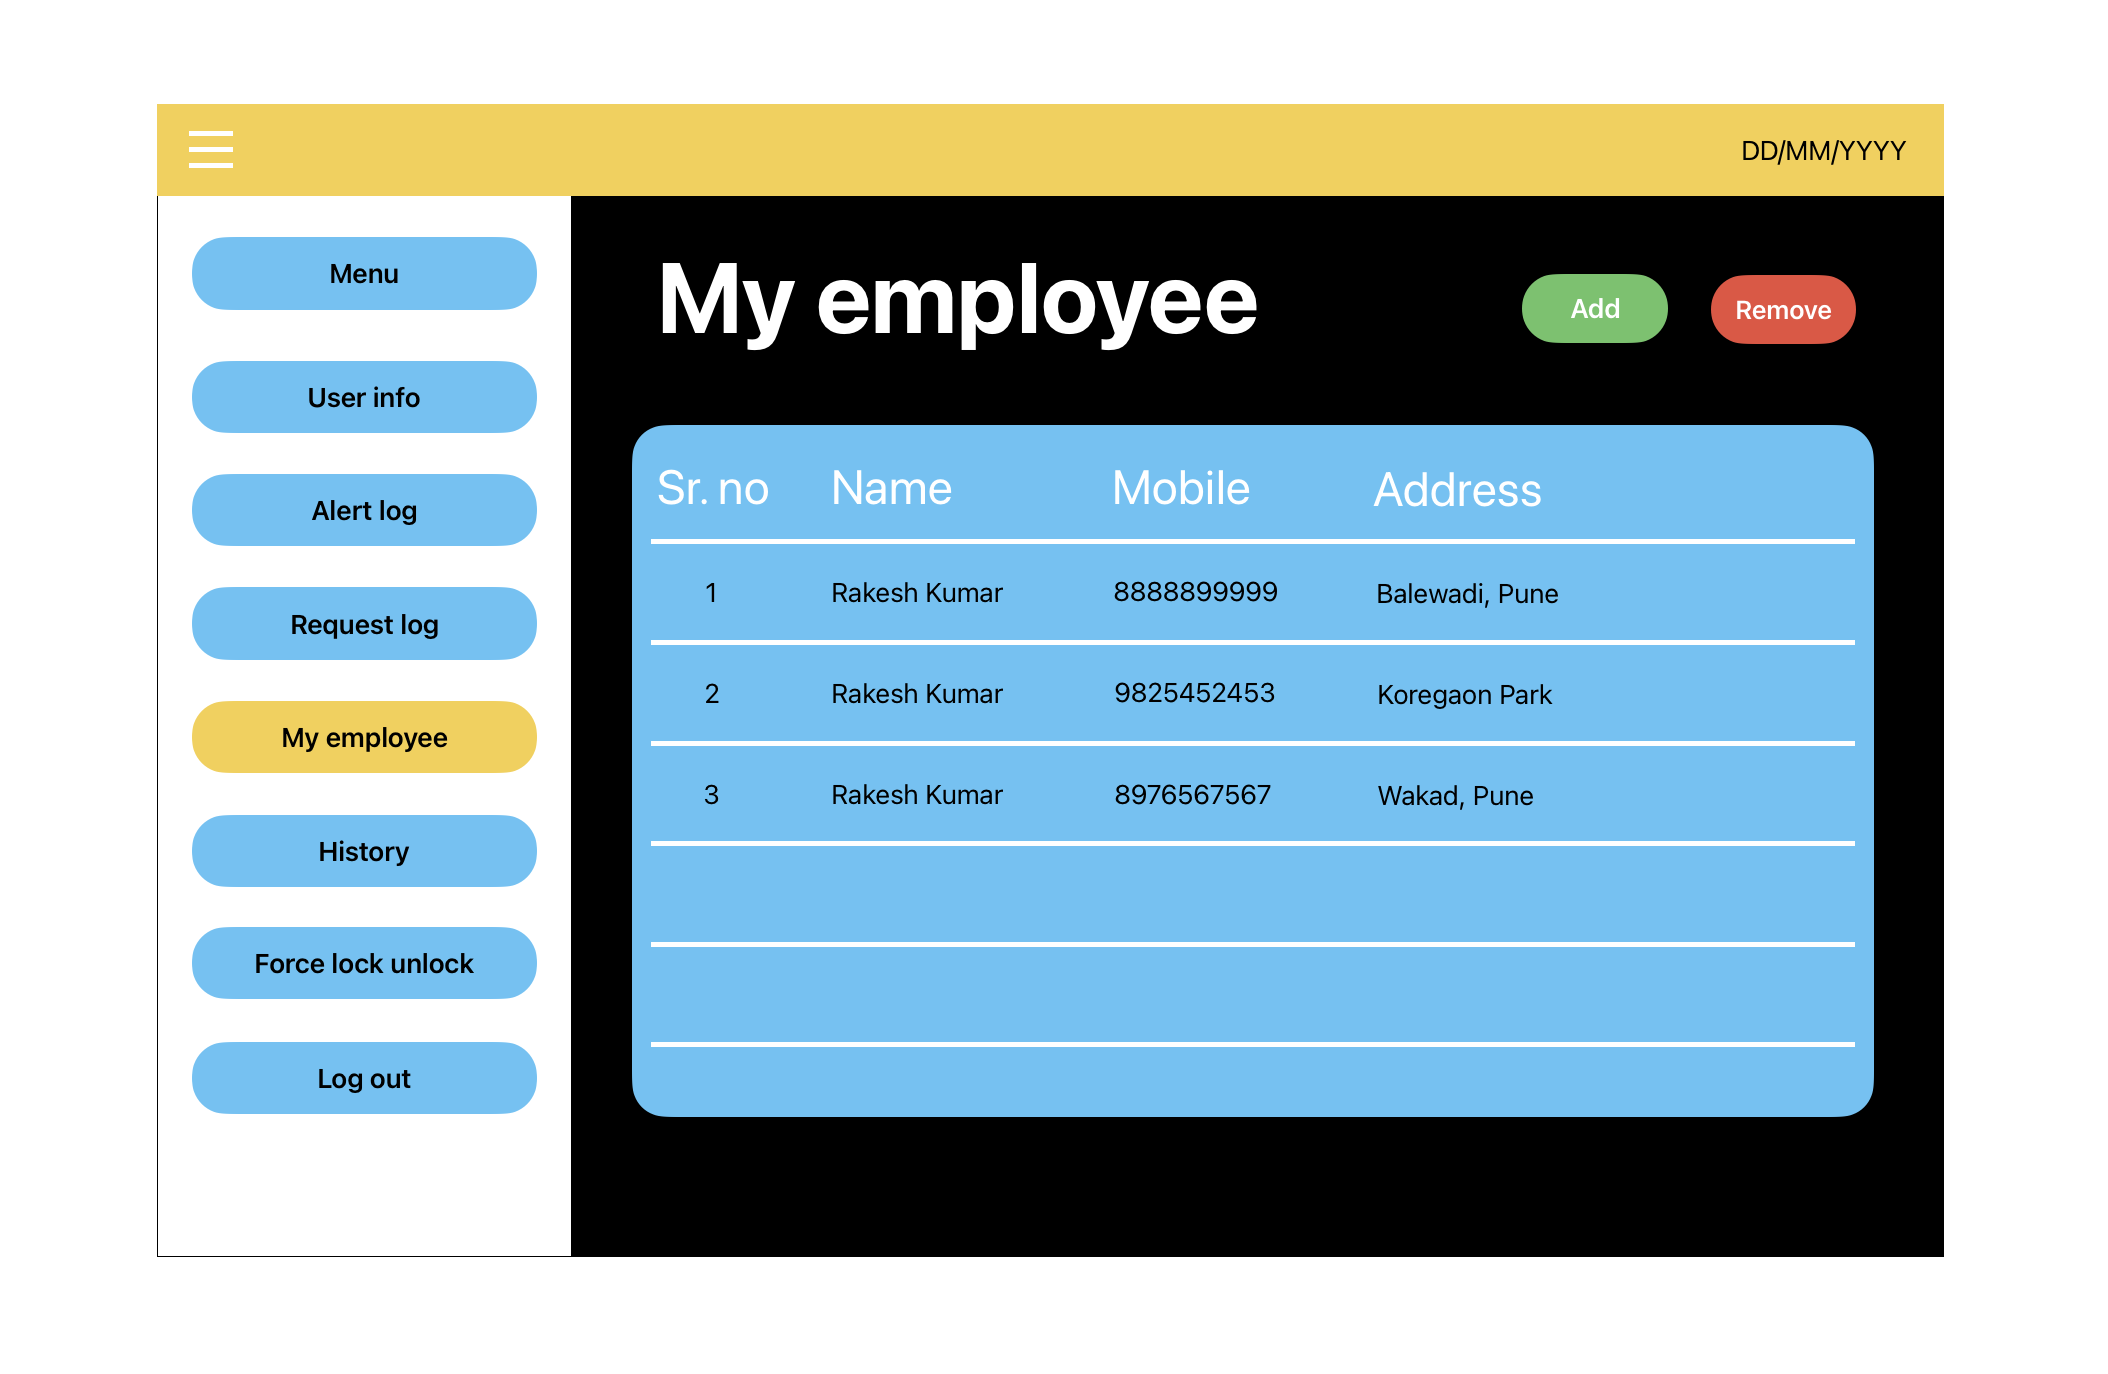 DD/MM/YYYY
Menu
User info
Alert log
Request log
My employee
History
Force lock unlock
Log out
My employee
Add
Remove
Sr. no Name Mobile Address
1 Rakesh Kumar 8888899999 Balewadi, Pune
2 Rakesh Kumar 9825452453 Koregaon Park
3 Rakesh Kumar 8976567567 Wakad, Pune